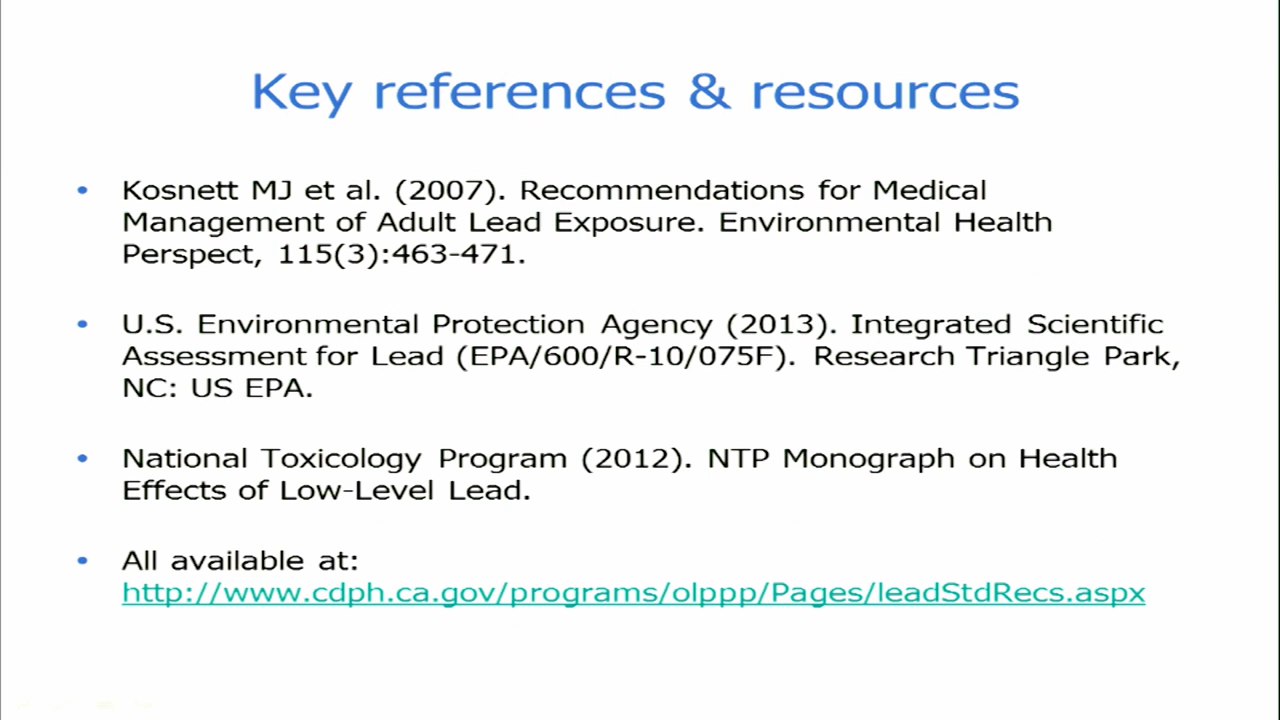 Key references & resources
• Kosnett MJ et al. (2007). Recommendations for Medical
Management of Adult Lead Exposure. Environmental Health
Perspect, 115(3):463-471.
• U.S. Environmental Protection Agency (2013). Integrated Scientific
Assessment for Lead (EPA/600/R-10/075F). Research Triangle Park,
NC: US EPA.
• National Toxicology Program (2012). NTP Monograph on Health
Effects of Low-Level Lead.
• All available at:
http://www.cdph.ca.gov/programs/olppp/Pages/leadStdRecs.aspx